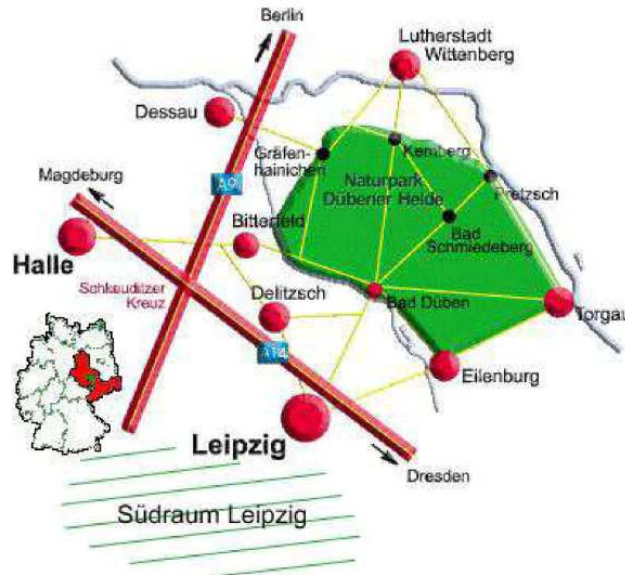 Berlin
Lutherstadt
Wittenberg
Dessau
A9
Gräfen-
hainichen
Kemberg
Magdeburg
Naturpark
Dübener Heide
Pretzsch
Bitterfeld
Bad
Schmiedeberg
Halle
Schkeuditzer
Kreuz
Delitzsch
Bad Düben
Torgau
A14
Eilenburg
Leipzig
Dresden
Südraum Leipzig